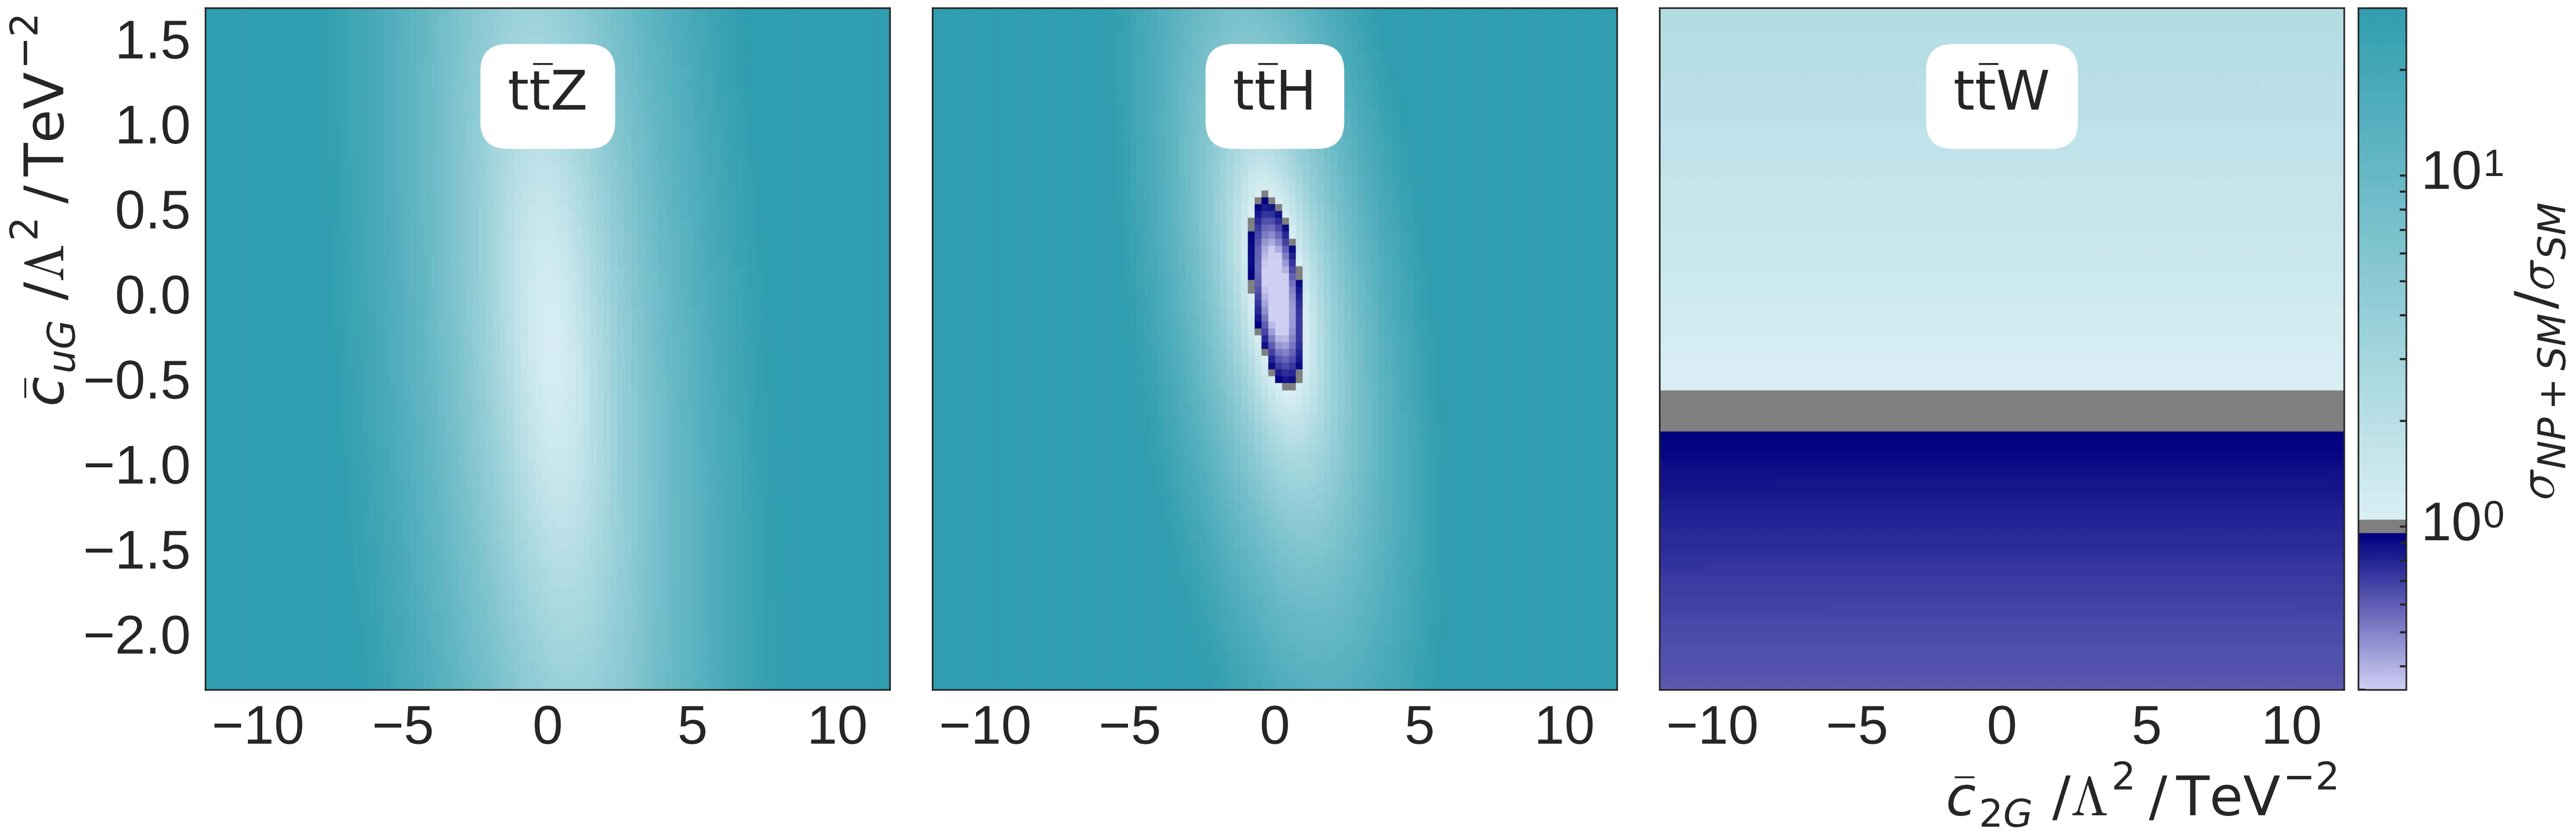 c̄uG /Λ² / TeV⁻²
1.5
1.0
0.5
0.0
−0.5
−1.0
−1.5
−2.0
tt̄Z
−10 −5 0 5 10
tt̄H
−10 −5 0 5 10
tt̄W
−10 −5 0 5 10
c̄2G /Λ² / TeV⁻²
10¹
10⁰
σNP+SM/σSM